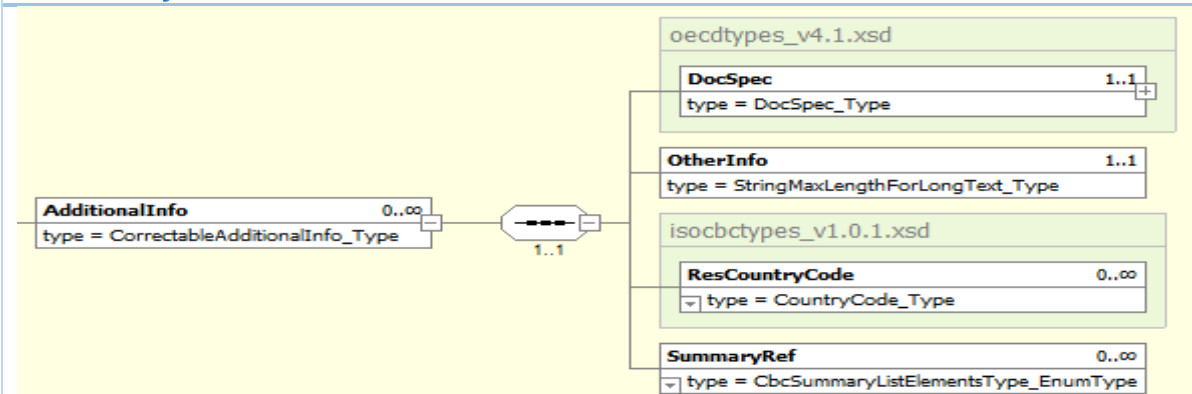 oecdtypes_v4.1.xsd
DocSpec 1..1
type = DocSpec_Type
OtherInfo 1..1
type = StringMaxLengthForLongText_Type
AdditionalInfo 0..∞
type = CorrectableAdditionalInfo_Type
1..1
isocbctypes_v1.0.1.xsd
ResCountryCode 0..∞
type = CountryCode_Type
SummaryRef 0..∞
type = CbcSummaryListElementsType_EnumType